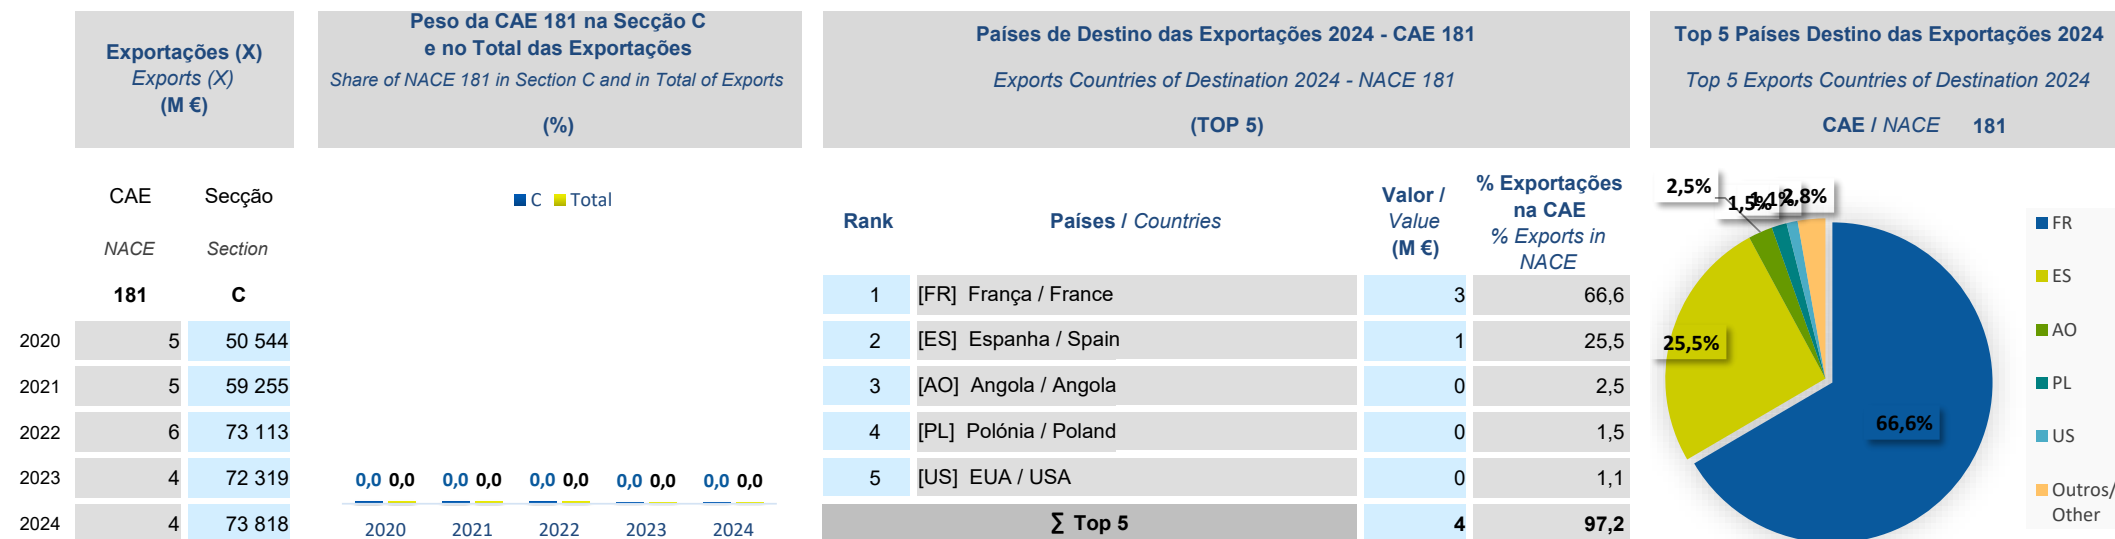 Exportações (X)
Exports (X)
(M €)
Peso da CAE 181 na Secção C
e no Total das Exportações
Share of NACE 181 in Section C and in Total of Exports
(%)
Países de Destino das Exportações 2024 - CAE 181
Exports Countries of Destination 2024 - NACE 181
(TOP 5)
Top 5 Países Destino das Exportações 2024
Top 5 Exports Countries of Destination 2024
CAE / NACE 181
CAE Secção
NACE Section
181 C
2020 5 50 544
2021 5 59 255
2022 6 73 113
2023 4 72 319
2024 4 73 818
C Total
0,0 0,0 0,0 0,0 0,0 0,0 0,0 0,0 0,0 0,0
2020 2021 2022 2023 2024
Rank Países / Countries
Valor /
Value
(M €)
% Exportações
na CAE
% Exports in
NACE
1 [FR] França / France 3 66,6
2 [ES] Espanha / Spain 1 25,5
3 [AO] Angola / Angola 0 2,5
4 [PL] Polónia / Poland 0 1,5
5 [US] EUA / USA 0 1,1
∑ Top 5 4 97,2
2,5%
1,5% 1,1% 2,8%
25,5%
66,6%
FR
ES
AO
PL
US
Outros/
Other